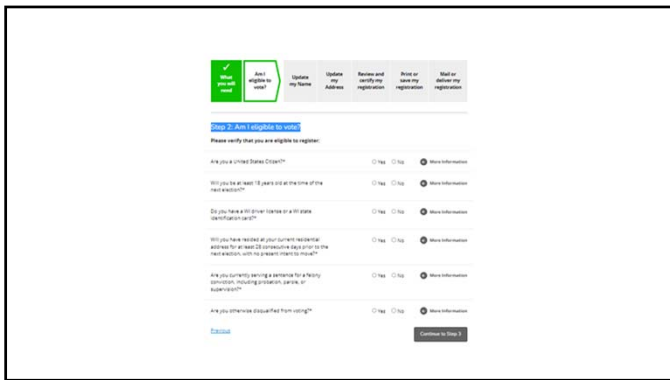 ✓
What
you will
need
Am I
eligible to
vote?
Update
my Name
Update
my
Address
Review and
certify my
registration
Print or
save my
registration
Mail or
deliver my
registration
Step 2: Am I eligible to vote?
Please verify that you are eligible to register:
Are you a United States Citizen?*
Yes No More Information
Will you be at least 18 years old at the time of the
next election?*
Yes No More Information
Do you have a WI driver license or a WI state
identification card?*
Yes No More Information
Will you have resided at your current residential
address for at least 28 consecutive days prior to the
next election, with no present intent to move?*
Yes No More Information
Are you currently serving a sentence for a felony
conviction, including probation, parole, or
supervision?*
Yes No More Information
Are you otherwise disqualified from voting?*
Yes No More Information
Previous
Continue to Step 3